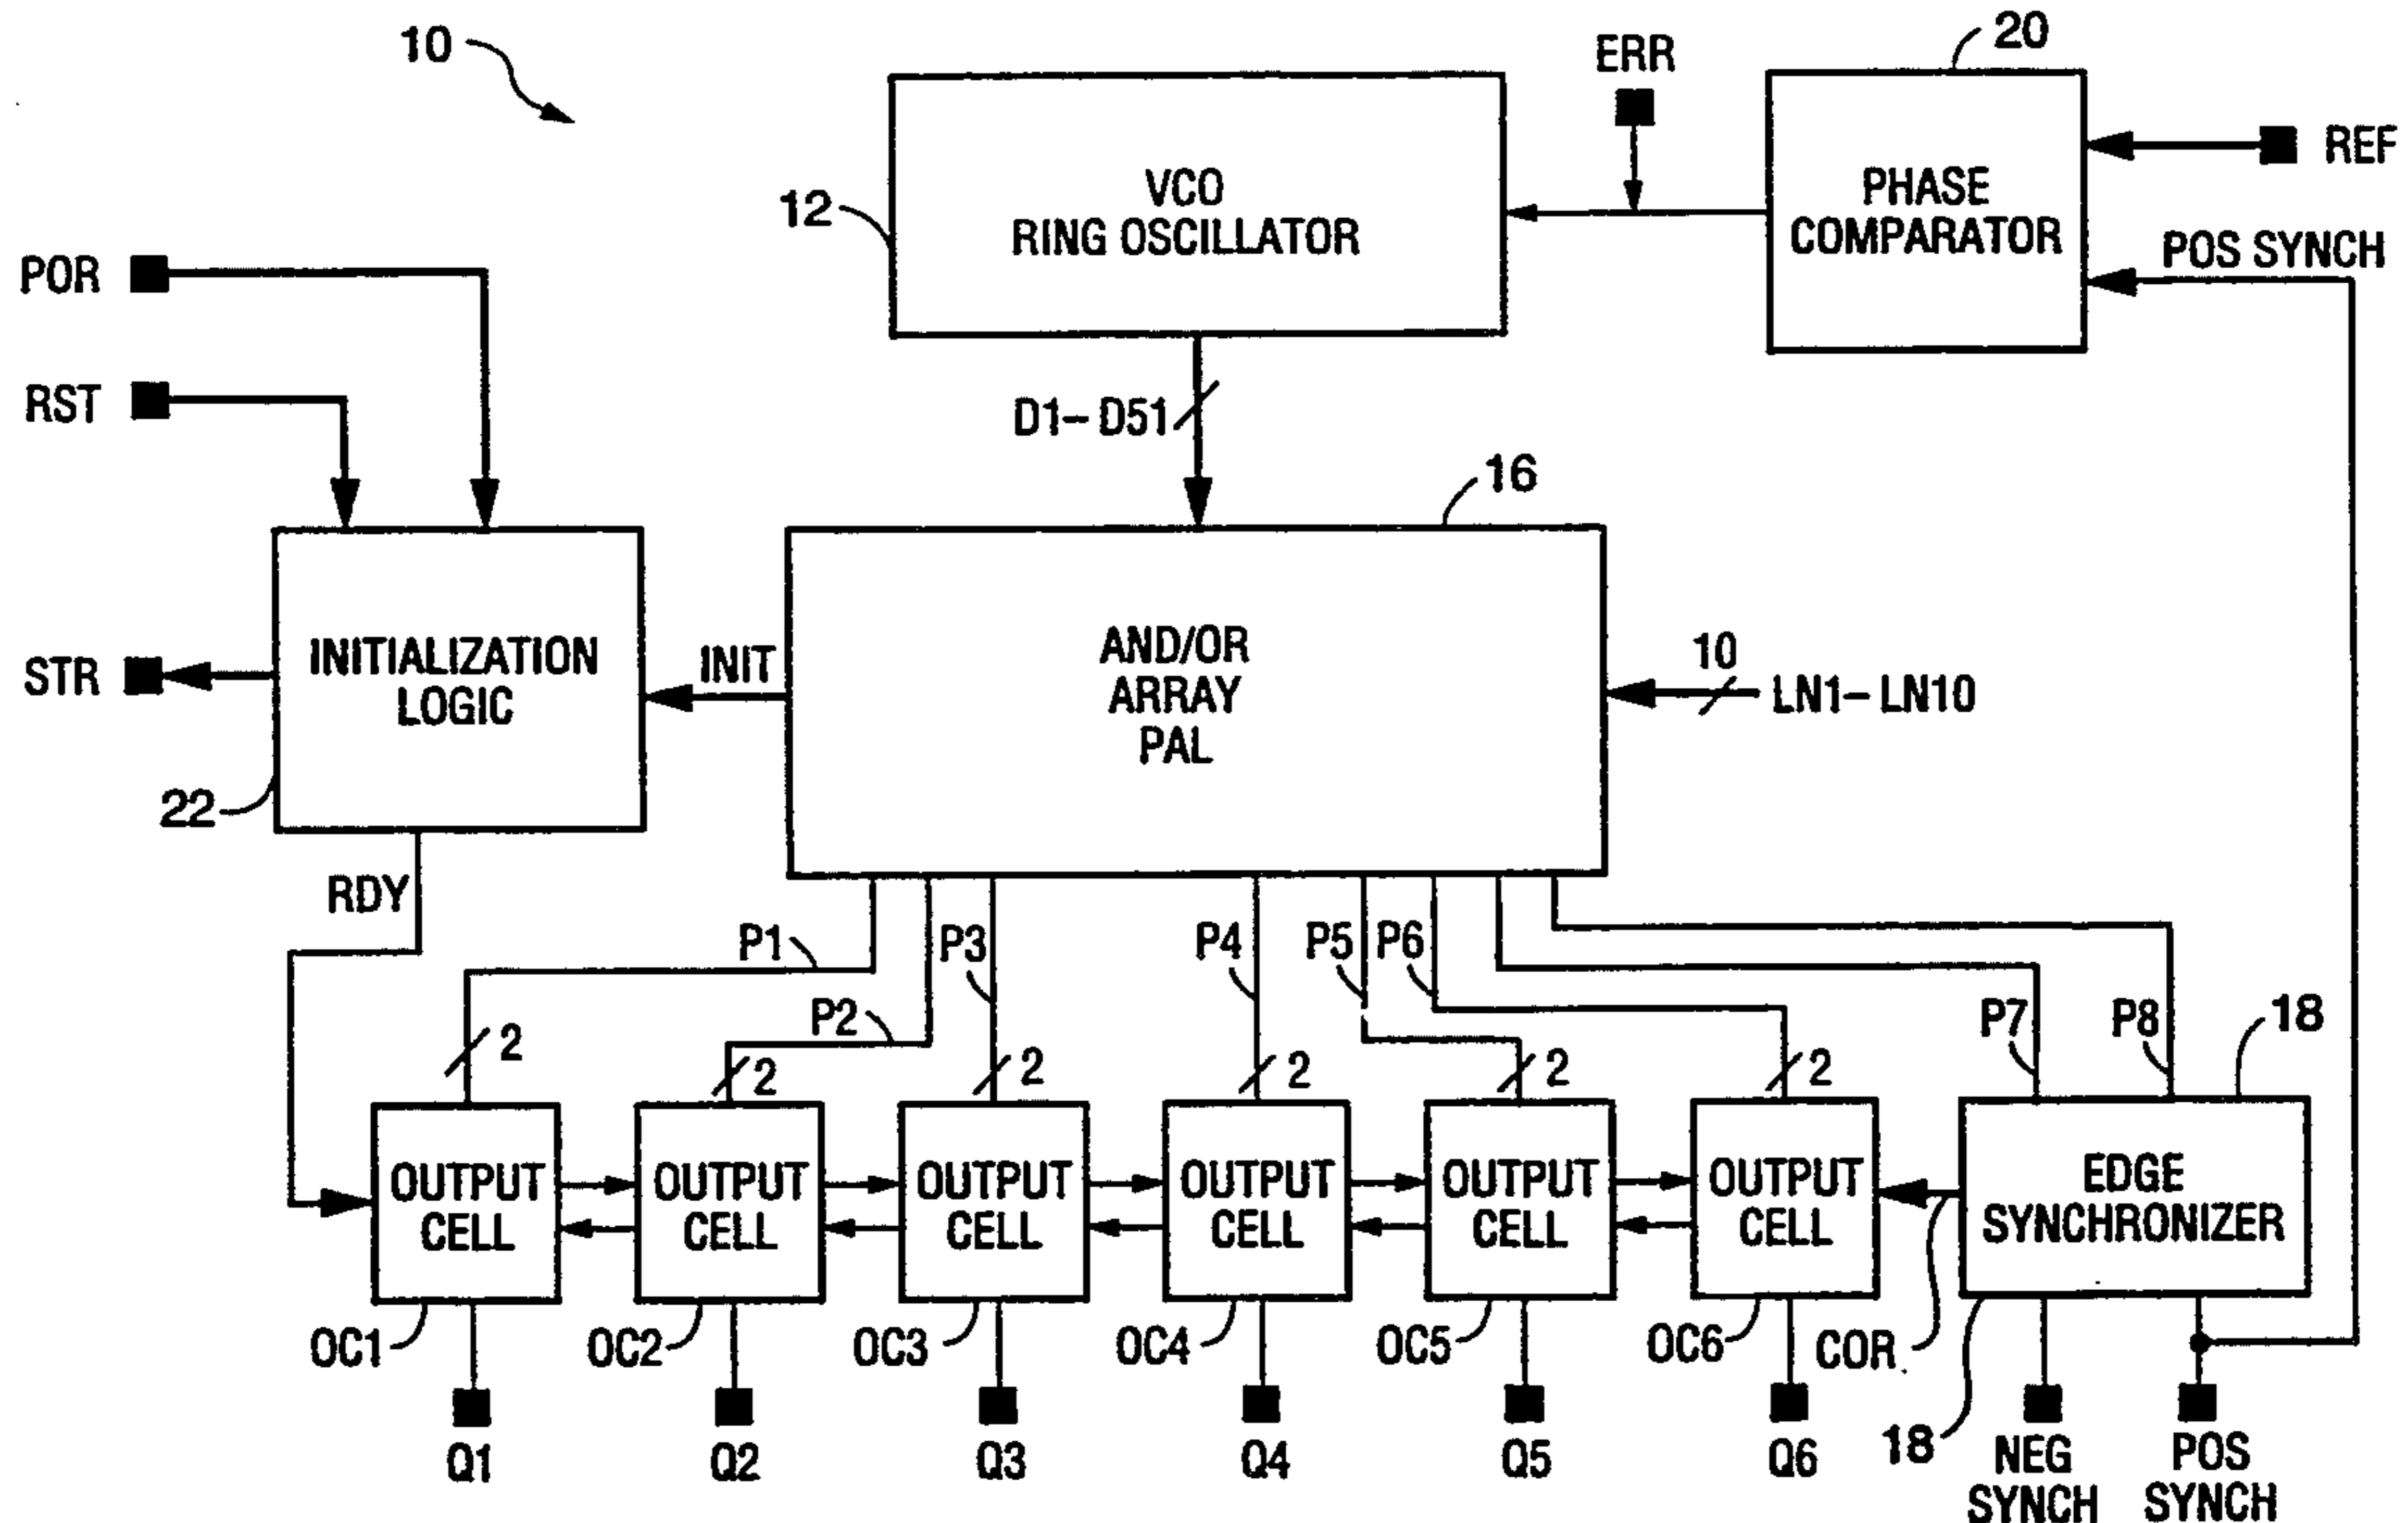 10
ERR
20
REF
VCO
RING OSCILLATOR
12
PHASE
COMPARATOR
POS SYNCH
POR
RST
D1– D51
16
STR
INITIALIZATION
LOGIC
INIT
AND/OR
ARRAY
PAL
10
LN1– LN10
22
RDY
P1
P2
P3
P4
P5
P6
P7
P8
18
2
2
2
2
2
2
OUTPUT
CELL
OUTPUT
CELL
OUTPUT
CELL
OUTPUT
CELL
OUTPUT
CELL
OUTPUT
CELL
EDGE
SYNCHRONIZER
OC1
OC2
OC3
OC4
OC5
OC6
COR
18
Q1
Q2
Q3
Q4
Q5
Q6
NEG
SYNCH
POS
SYNCH